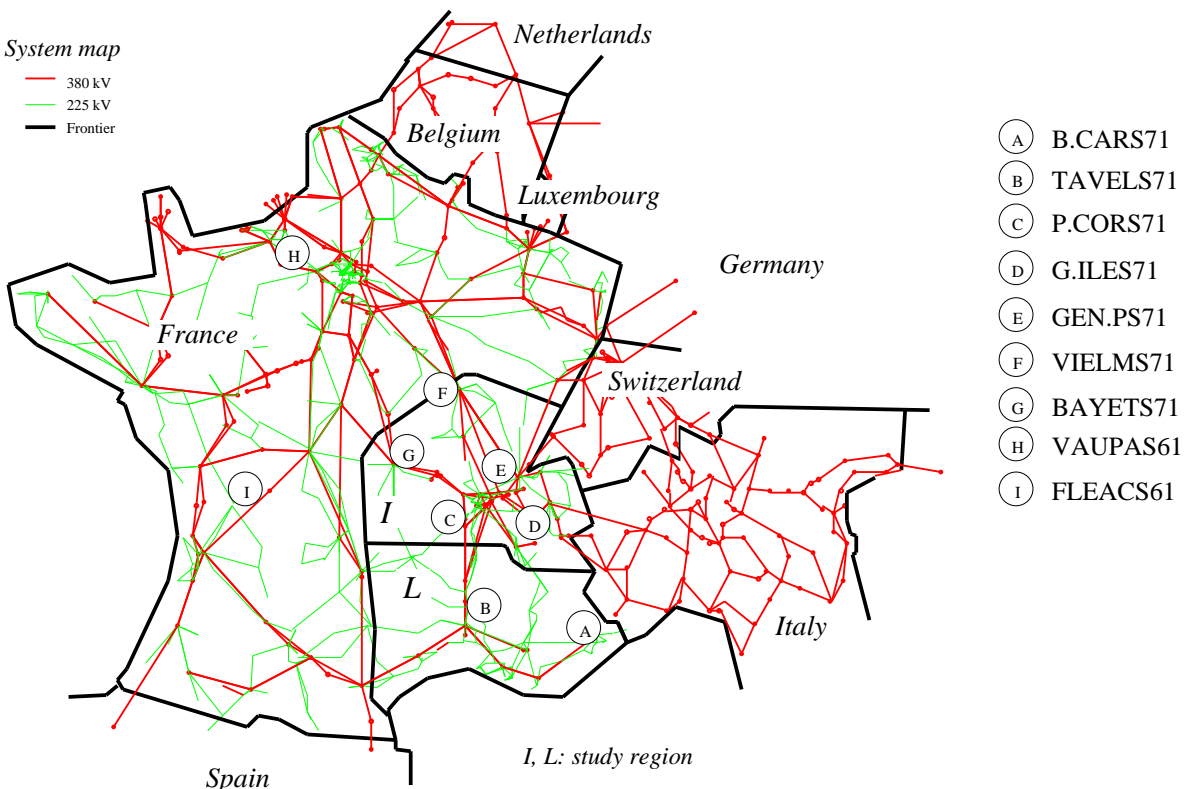 System map
380 kV
225 kV
Frontier
Netherlands
Belgium
Luxembourg
Germany
France
Switzerland
Italy
Spain
H
F
G
E
I
C
D
I
L
B
A
I, L: study region
A B.CARS71
B TAVELS71
C P.CORS71
D G.ILES71
E GEN.PS71
F VIELMS71
G BAYETS71
H VAUPAS61
I FLEACS61